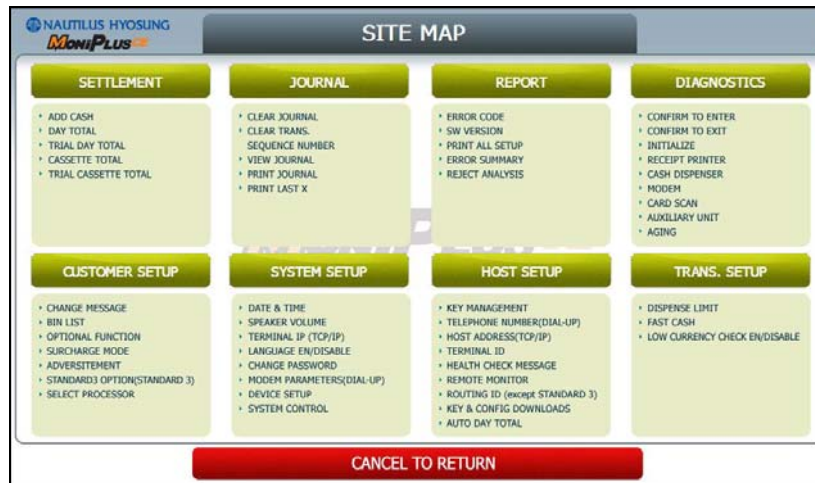 NAUTILUS HYOSUNG
MONIPLUS CE
SITE MAP
SETTLEMENT
ADD CASH
DAY TOTAL
TRIAL DAY TOTAL
CASSETTE TOTAL
TRIAL CASSETTE TOTAL
JOURNAL
CLEAR JOURNAL
CLEAR TRANS.
SEQUENCE NUMBER
VIEW JOURNAL
PRINT JOURNAL
PRINT LAST X
REPORT
ERROR CODE
SW VERSION
PRINT ALL SETUP
ERROR SUMMARY
REJECT ANALYSIS
DIAGNOSTICS
CONFIRM TO ENTER
CONFIRM TO EXIT
INITIALIZE
RECEIPT PRINTER
CASH DISPENSER
MODEM
CARD SCAN
AUXILIARY UNIT
AGING
CUSTOMER SETUP
CHANGE MESSAGE
BIN LIST
OPTIONAL FUNCTION
SURCHARGE MODE
ADVERSITEMENT
STANDARD3 OPTION(STANDARD 3)
SELECT PROCESSOR
SYSTEM SETUP
DATE & TIME
SPEAKER VOLUME
TERMINAL IP (TCP/IP)
LANGUAGE EN/DISABLE
CHANGE PASSWORD
MODEM PARAMETERS(DIAL-UP)
DEVICE SETUP
SYSTEM CONTROL
HOST SETUP
KEY MANAGEMENT
TELEPHONE NUMBER(DIAL-UP)
HOST ADDRESS(TCP/IP)
TERMINAL ID
HEALTH CHECK MESSAGE
REMOTE MONITOR
ROUTING ID (except STANDARD 3)
KEY & CONFIG DOWNLOADS
AUTO DAY TOTAL
TRANS. SETUP
DISPENSE LIMIT
FAST CASH
LOW CURRENCY CHECK EN/DISABLE
CANCEL TO RETURN